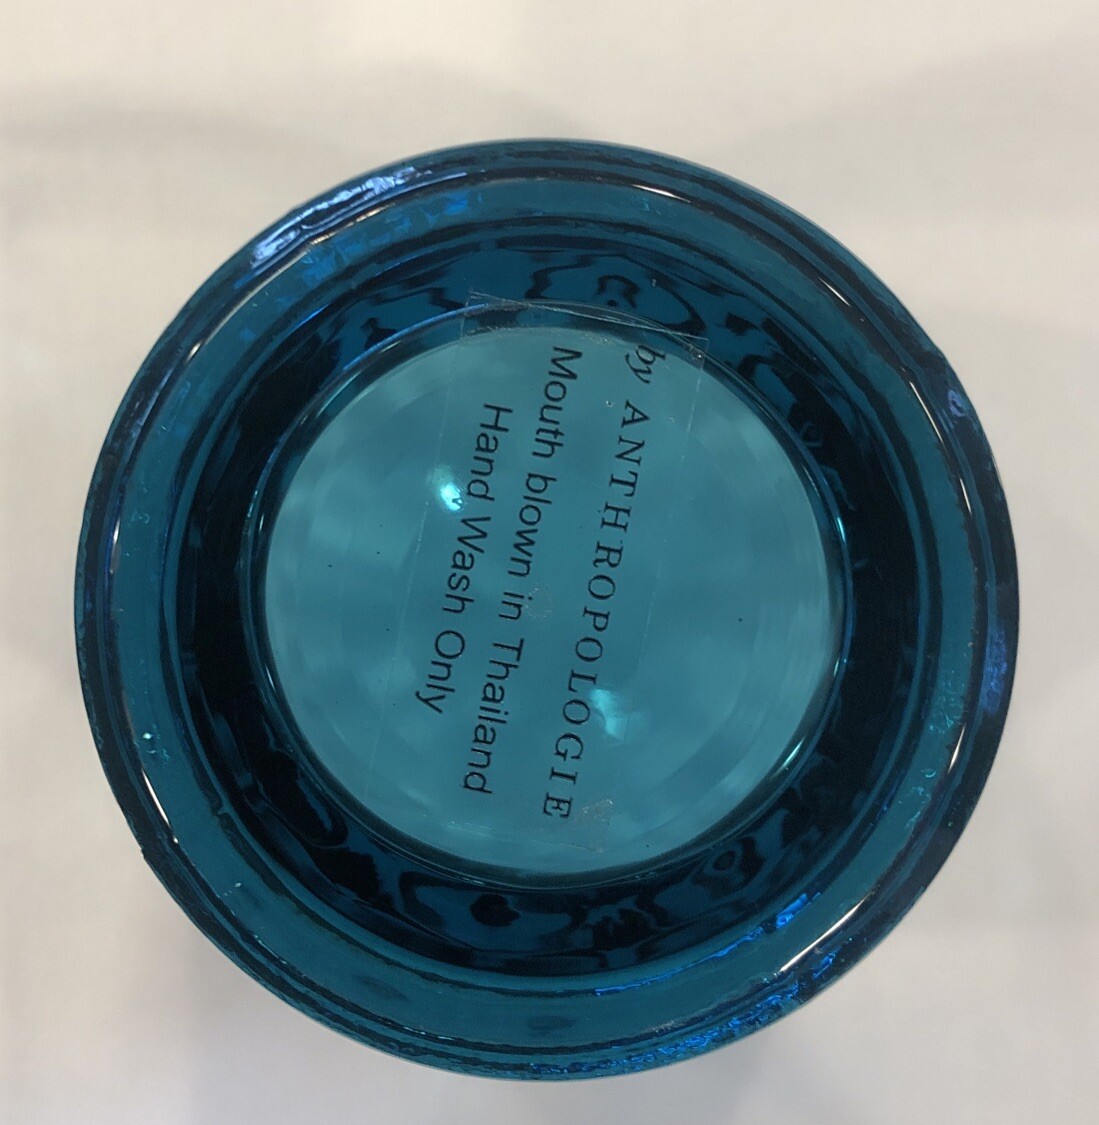 by ANTHROPOLOGIE
Mouth blown in Thailand
Hand Wash Only